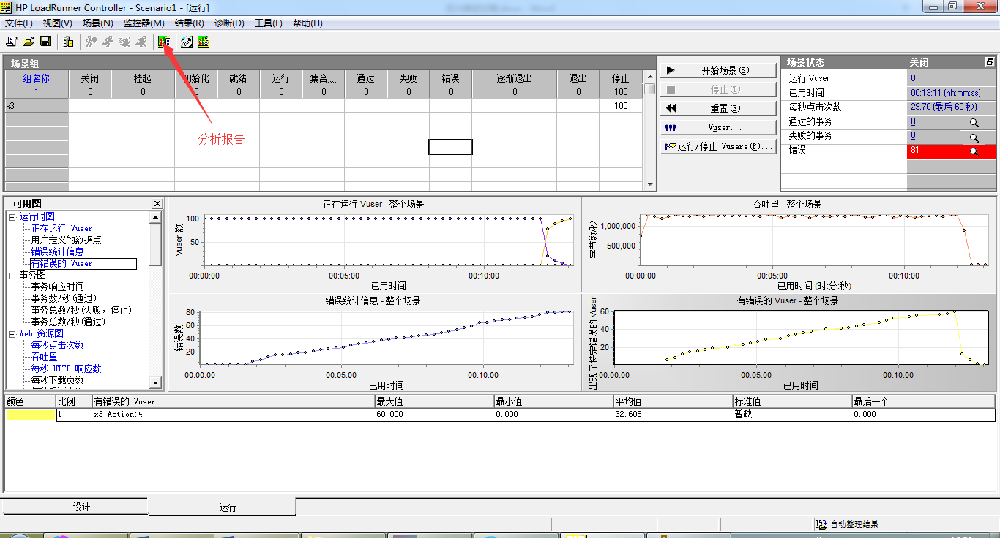 HP LoadRunner Controller - Scenario1 - [运行]
文件(F) 视图(V) 场景(N) 监控器(M) 结果(R) 诊断(D) 工具(L) 帮助(H)
场景组
组名称 关闭 挂起 初始化 就绪 运行 集合点 通过 失败 错误 逐渐退出 退出 停止
1 0 0 0 0 0 0 0 0 0 0 0 100
x3 100
分析报告
开始场景(S)
停止(T)
重置(R)
Vuser...
运行/停止 Vusers(P)...
场景状态 关闭
运行 Vuser 0
已用时间 00:13:11 (hh:mm:ss)
每秒点击次数 29.70 (最后 60 秒)
通过的事务 0
失败的事务 0
错误 81
可用图
运行时图
正在运行 Vuser
用户定义的数据点
错误统计信息
有错误的 Vuser
事务图
事务响应时间
事务数/秒(通过)
事务总数/秒(失败, 停止)
事务总数/秒(通过)
Web 资源图
每秒点击次数
吞吐量
每秒 HTTP 响应数
每秒下载页数
正在运行 Vuser - 整个场景
Vuser 数
100
50
00:00:00 00:05:00 00:10:00
已用时间
吞吐量 - 整个场景
字节数/秒
1,000,000
500,000
00:00:00 00:05:00 00:10:00
已用时间 (时:分:秒)
错误统计信息 - 整个场景
错误数
80
60
40
20
00:00:00 00:05:00 00:10:00
已用时间
有错误的 Vuser - 整个场景
出现了特定错误的 Vuser
60
40
20
00:00:00 00:05:00 00:10:00
已用时间
颜色 比例 有错误的 Vuser 最大值 最小值 平均值 标准值 最后一个
1 x3:Action:4 60.000 0.000 32.606 暂缺 0.000
设计 运行
自动整理结果